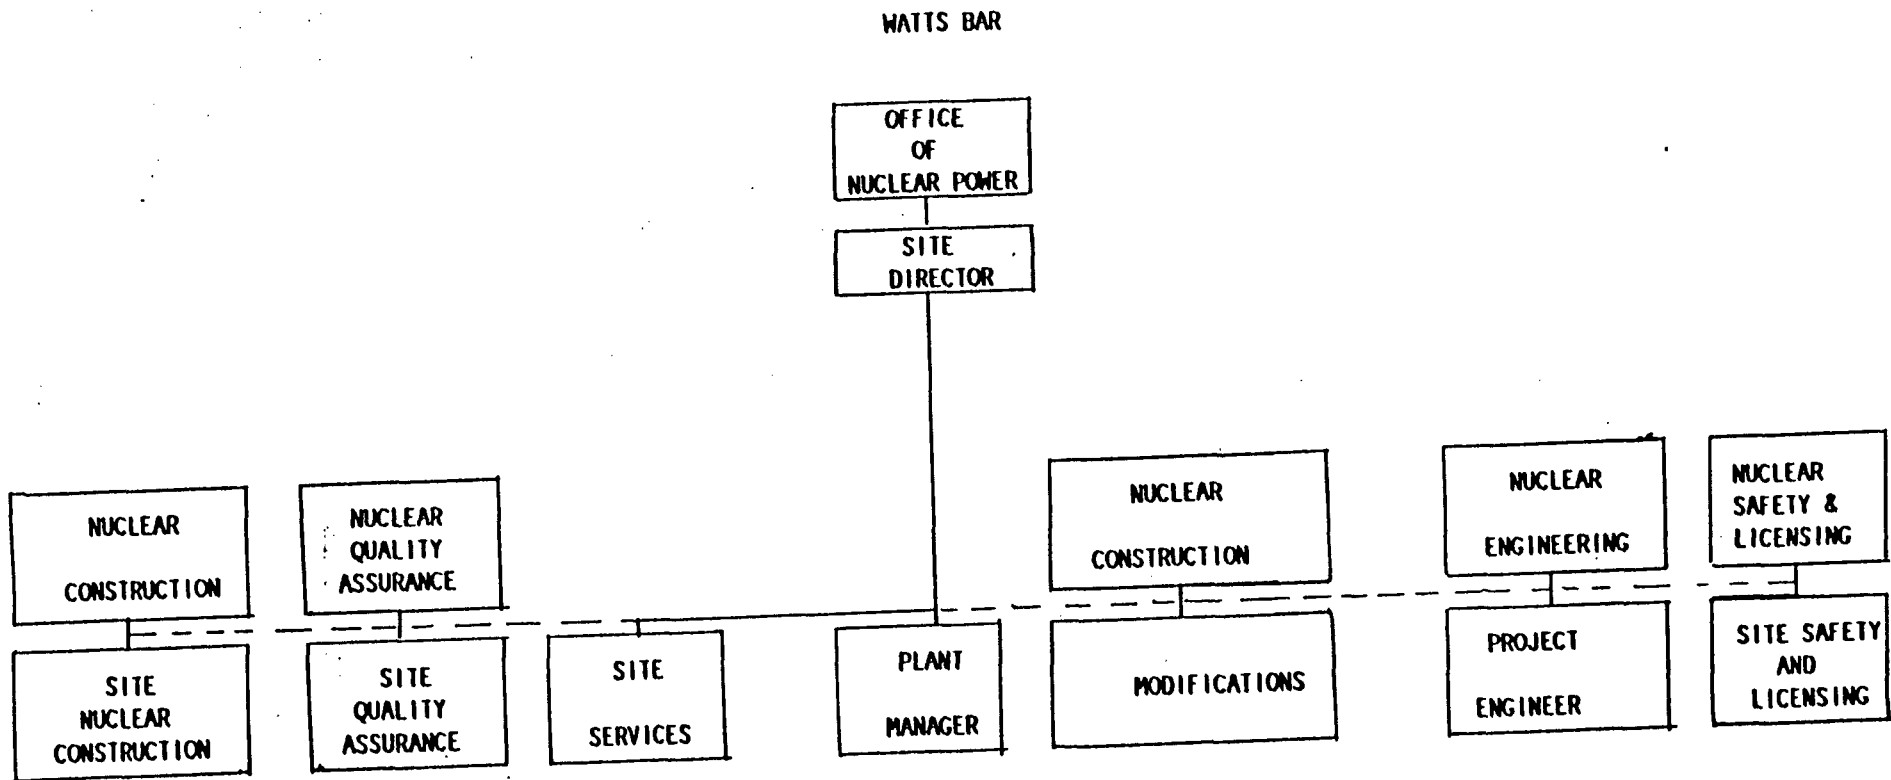 WATTS BAR
OFFICE
OF
NUCLEAR POWER
SITE
DIRECTOR
NUCLEAR
CONSTRUCTION
NUCLEAR
QUALITY
ASSURANCE
NUCLEAR
CONSTRUCTION
NUCLEAR
ENGINEERING
NUCLEAR
SAFETY &
LICENSING
SITE
NUCLEAR
CONSTRUCTION
SITE
QUALITY
ASSURANCE
SITE
SERVICES
PLANT
MANAGER
MODIFICATIONS
PROJECT
ENGINEER
SITE SAFETY
AND
LICENSING